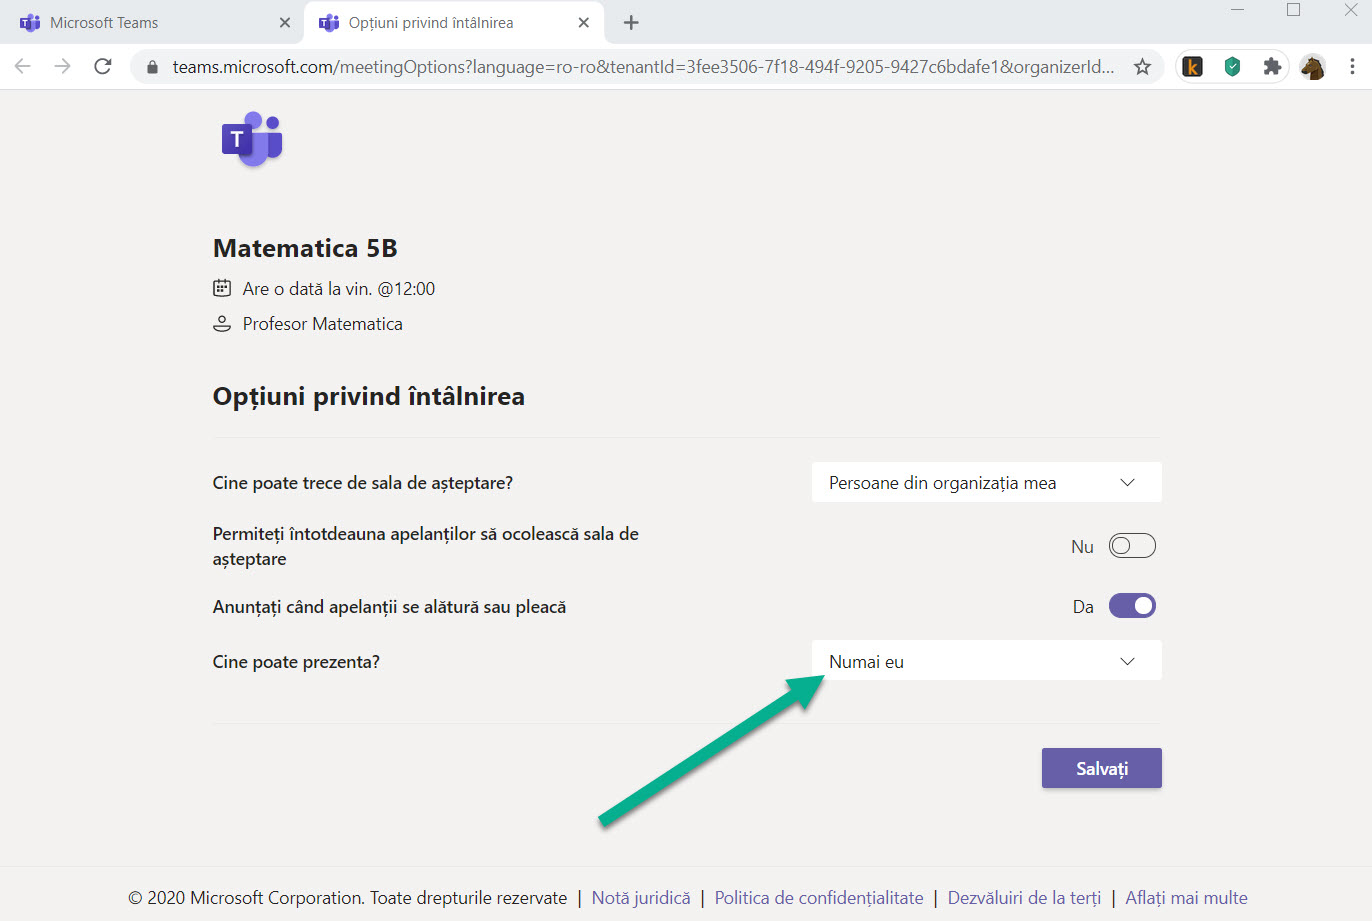 Microsoft Teams
Opțiuni privind întâlnirea
teams.microsoft.com/meetingOptions?language=ro-ro&tenantId=3fee3506-7f18-494f-9205-9427c6bdafe1&organizerId...
k
T
Matematica 5B
Are o dată la vin. @12:00
Profesor Matematica
Opțiuni privind întâlnirea
Cine poate trece de sala de așteptare?
Persoane din organizația mea
Permiteți întotdeauna apelanților să ocolească sala de
așteptare
Nu
Anunțați când apelanții se alătură sau pleacă
Da
Cine poate prezenta?
Numai eu
Salvați
© 2020 Microsoft Corporation. Toate drepturile rezervate | Notă juridică | Politica de confidențialitate | Dezvăluiri de la terți | Aflați mai multe